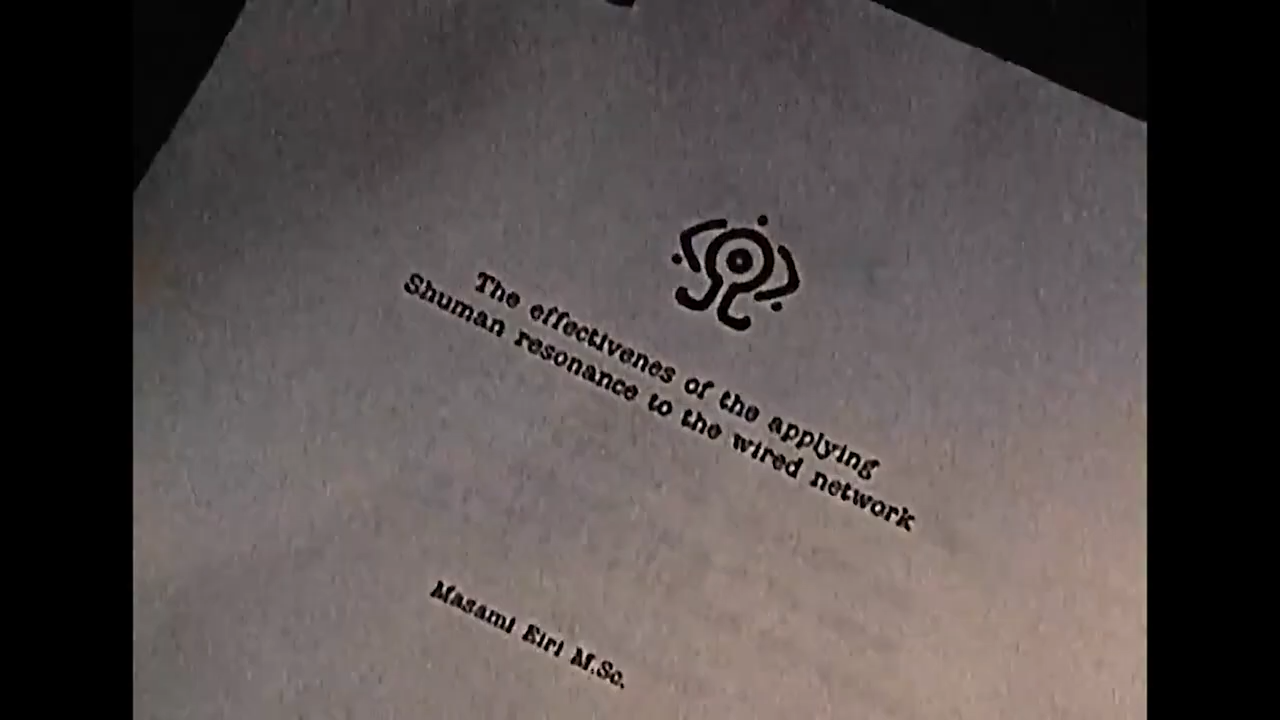 The effectivenes of the applying
Shuman resonance to the wired network
Masami Eiri M.Sc.